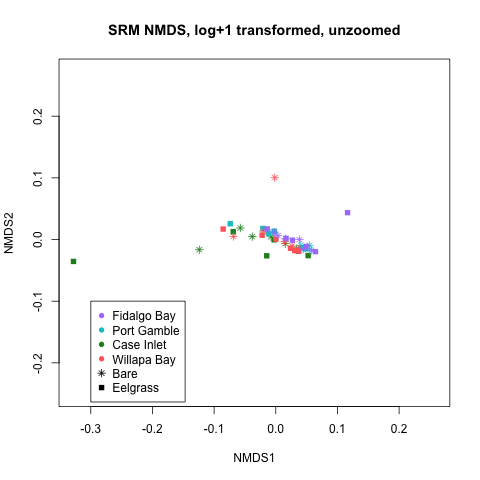 SRM NMDS, log+1 transformed, unzoomed
NMDS2
0.2
0.1
0.0
-0.1
-0.2
Fidalgo Bay
Port Gamble
Case Inlet
Willapa Bay
Bare
Eelgrass
-0.3 -0.2 -0.1 0.0 0.1 0.2
NMDS1